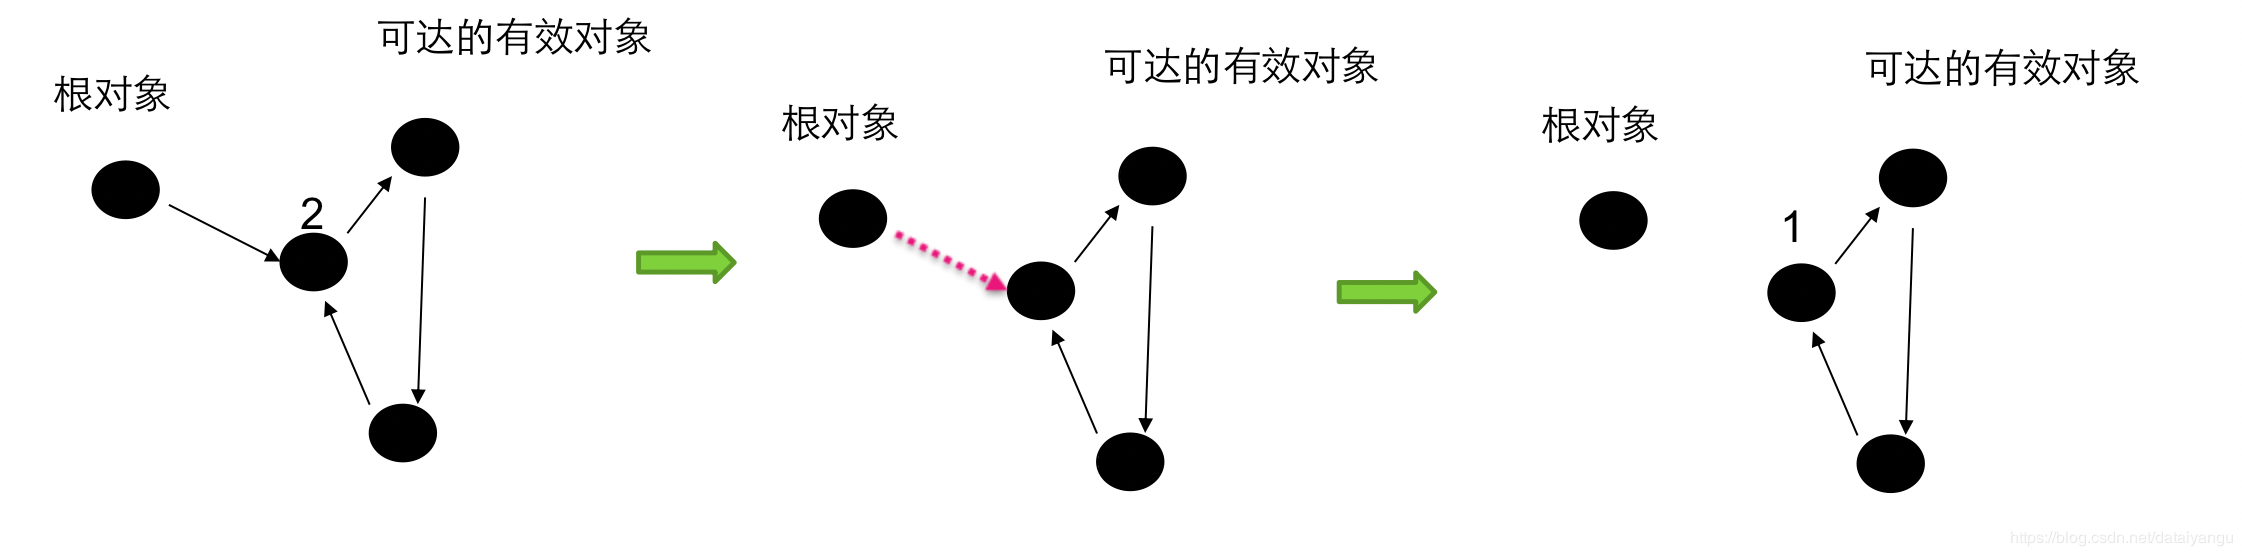 可达的有效对象
根对象
2
可达的有效对象
根对象
可达的有效对象
根对象
1
https://blog.csdn.net/dataiyangu